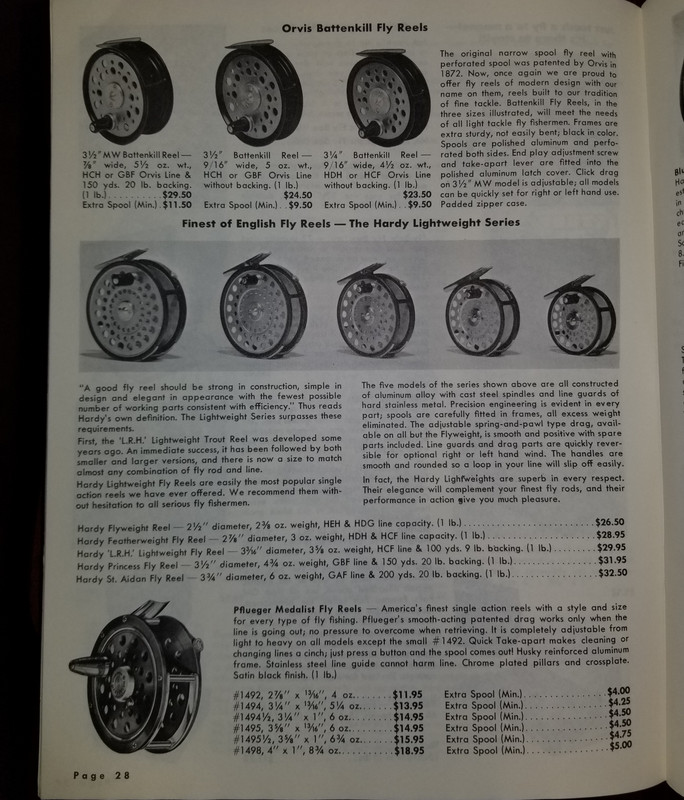 Orvis Battenkill Fly Reels
3½" MW Battenkill Reel —
⅞" wide, 5½ oz. wt.,
HCH or GBF Orvis Line &
150 yds. 20 lb. backing.
(1 lb.)..........$29.50
Extra Spool (Min.).$11.50
3½" Battenkill Reel —
9/16" wide, 5 oz. wt.,
HCH or GBF Orvis Line
without backing. (1 lb.)
$24.50
Extra Spool (Min.)..$9.50
3¼" Battenkill Reel —
9/16" wide, 4½ oz. wt.,
HDH or HCF Orvis Line
without backing. (1 lb.)
$23.50
Extra Spool (Min.)..$9.50
The original narrow spool fly reel with
perforated spool was patented by Orvis in
1872. Now, once again we are proud to
offer fly reels of modern design with our
name on them, reels built to our tradition
of fine tackle. Battenkill Fly Reels, in the
three sizes illustrated, will meet the needs
of all light tackle fly fishermen. Frames are
extra sturdy, not easily bent; black in color.
Spools are polished aluminum and perfo-
rated both sides. End play adjustment screw
and take-apart lever are fitted into the
polished aluminum latch cover. Click drag
on 3½" MW model is adjustable; all models
can be quickly set for right or left hand use.
Padded zipper case.
Finest of English Fly Reels — The Hardy Lightweight Series
"A good fly reel should be strong in construction, simple in
design and elegant in appearance with the fewest possible
number of working parts consistent with efficiency." Thus reads
Hardy's own definition. The Lightweight Series surpasses these
requirements.
First, the 'L.R.H.' Lightweight Trout Reel was developed some
years ago. An immediate success, it has been followed by both
smaller and larger versions, and there is now a size to match
almost any combination of fly rod and line.
Hardy Lightweight Fly Reels are easily the most popular single
action reels we have ever offered. We recommend them with-
out hesitation to all serious fly fishermen.
The five models of the series shown above are all constructed
of aluminum alloy with cast steel spindles and line guards of
hard stainless metal. Precision engineering is evident in every
part; spools are carefully fitted in frames, all excess weight
eliminated. The adjustable spring-and-pawl type drag, avail-
able on all but the Flyweight, is smooth and positive with spare
parts included. Line guards and drag parts are quickly rever-
sible for optional right or left hand wind. The handles are
smooth and rounded so a loop in your line will slip off easily.
In fact, the Hardy Lightweights are superb in every respect.
Their elegance will complement your finest fly rods, and their
performance in action give you much pleasure.
Hardy Flyweight Reel — 2½" diameter, 2⅜ oz. weight, HEH & HDG line capacity. (1 lb.)..........$26.50
Hardy Featherweight Fly Reel — 2⅞" diameter, 3 oz. weight, HDH & HCF line capacity. (1 lb.)..........$28.95
Hardy 'L.R.H.' Lightweight Fly Reel — 3³⁄₁₆" diameter, 3⅝ oz. weight, HCF line & 100 yds. 9 lb. backing. (1 lb.)..........$29.95
Hardy Princess Fly Reel — 3½" diameter, 4¾ oz. weight, GBF line & 150 yds. 20 lb. backing. (1 lb.)..........$31.95
Hardy St. Aidan Fly Reel — 3¾" diameter, 6 oz. weight, GAF line & 200 yds. 20 lb. backing. (1 lb.)..........$32.50
Pflueger Medalist Fly Reels — America's finest single action reels with a style and size
for every type of fly fishing. Pflueger's smooth-acting patented drag works only when the
line is going out; no pressure to overcome when retrieving. It is completely adjustable from
light to heavy on all models except the small #1492. Quick Take-apart makes cleaning or
changing lines a cinch; just press a button and the spool comes out! Husky reinforced aluminum
frame. Stainless steel line guide cannot harm line. Chrome plated pillars and crossplate.
Satin black finish. (1 lb.)
#1492, 2⅞" x ¹³⁄₁₆", 4 oz........$11.95 Extra Spool (Min.)..........$4.00
#1494, 3¼" x ¹³⁄₁₆", 5¼ oz.......$13.95 Extra Spool (Min.)..........$4.25
#1494½, 3¼" x 1", 6 oz........$14.95 Extra Spool (Min.)..........$4.50
#1495, 3⅝" x ¹³⁄₁₆", 6 oz........$14.95 Extra Spool (Min.)..........$4.50
#1495½, 3⅝" x 1", 6¾ oz.......$15.95 Extra Spool (Min.)..........$4.75
#1498, 4" x 1", 8¾ oz..........$18.95 Extra Spool (Min.)..........$5.00
Page 28